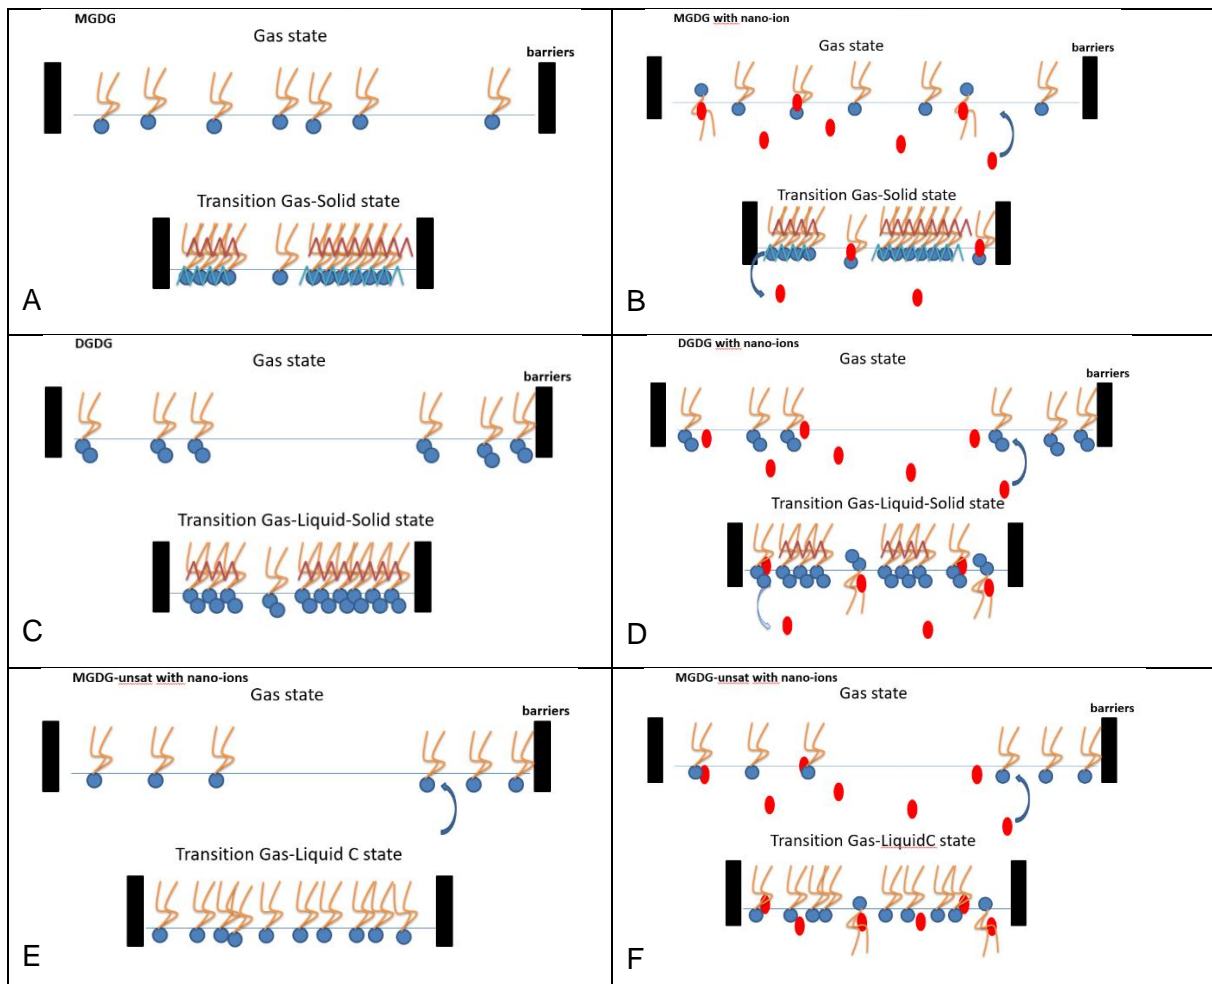 MGDG
Gas state
barriers
Transition Gas-Solid state
A
MGDG with nano-ion
Gas state
barriers
Transition Gas-Solid state
B
DGDG
Gas state
barriers
Transition Gas-Liquid-Solid state
C
DGDG with nano-ions
Gas state
barriers
Transition Gas-Liquid-Solid state
D
MGDG-unsat with nano-ions
Gas state
barriers
Transition Gas-Liquid C state
E
MGDG-unsat with nano-ions
Gas state
barriers
Transition Gas-LiquidC state
F